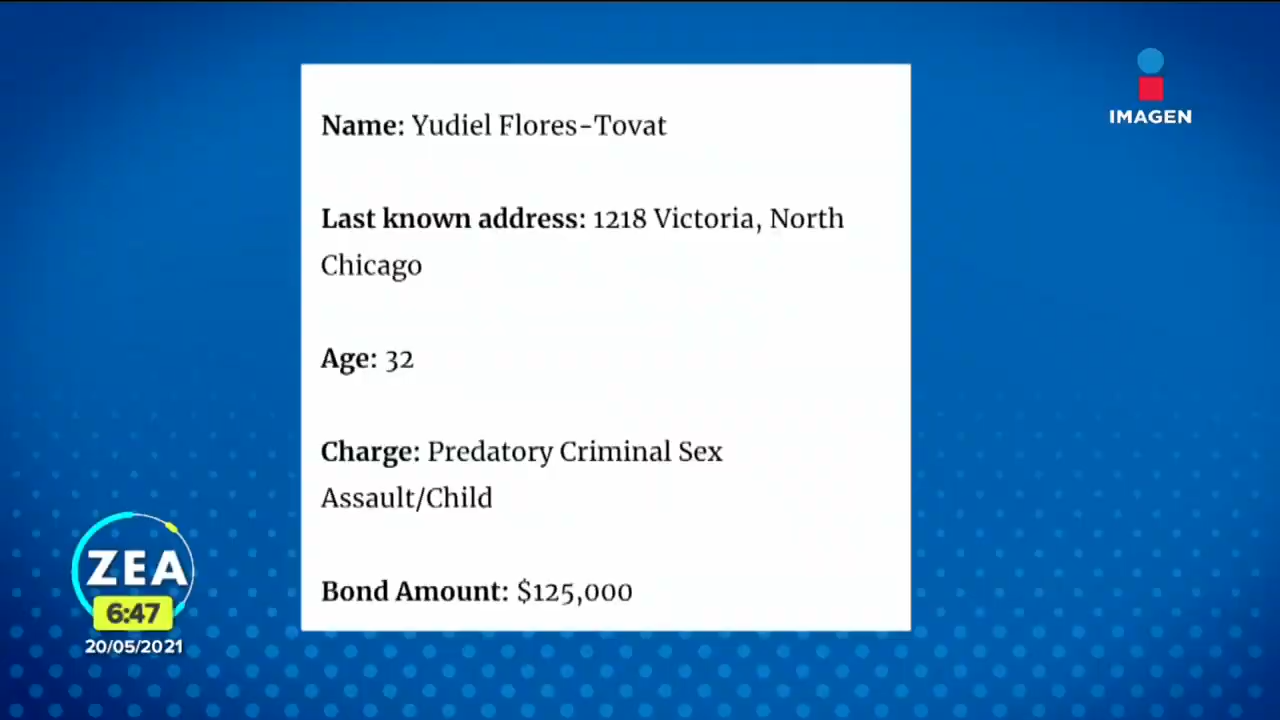 IMAGEN
Name: Yudiel Flores-Tovat
Last known address: 1218 Victoria, North
Chicago
Age: 32
Charge: Predatory Criminal Sex
Assault/Child
Bond Amount: $125,000
ZEA
6:47
20/05/2021